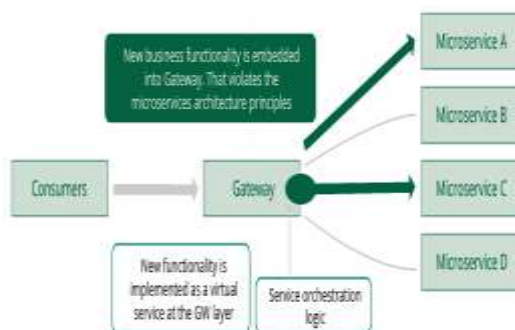 New business functionality is embedded
into Gateway. That violates the
microservices architecture principles
Microservice A
Microservice B
Consumers
Gateway
Microservice C
Microservice D
New functionality is
implemented as a virtual
service at the GW layer
Service orchestration
logic